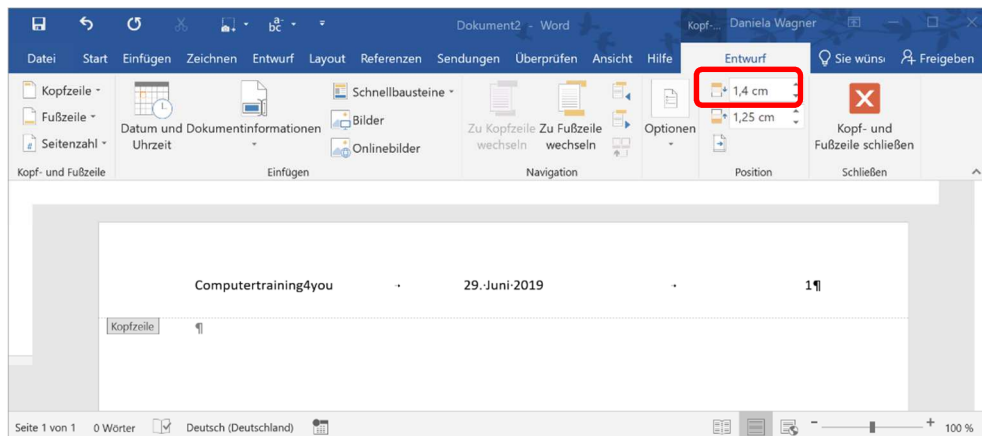 Dokument2 - Word
Kopf-... Daniela Wagner
Datei Start Einfügen Zeichnen Entwurf Layout Referenzen Sendungen Überprüfen Ansicht Hilfe Entwurf Sie wüns Freigeben
Kopfzeile
Fußzeile
Seitenzahl
Kopf- und Fußzeile
Datum und Uhrzeit
Dokumentinformationen
Schnellbausteine
Bilder
Onlinebilder
Einfügen
Zu Kopfzeile wechseln
Zu Fußzeile wechseln
Navigation
Optionen
1,4 cm
1,25 cm
Position
Kopf- und
Fußzeile schließen
Schließen
Computertraining4you → 29.·Juni·2019 → 1¶
Kopfzeile ¶
Seite 1 von 1 0 Wörter Deutsch (Deutschland) - + 100 %